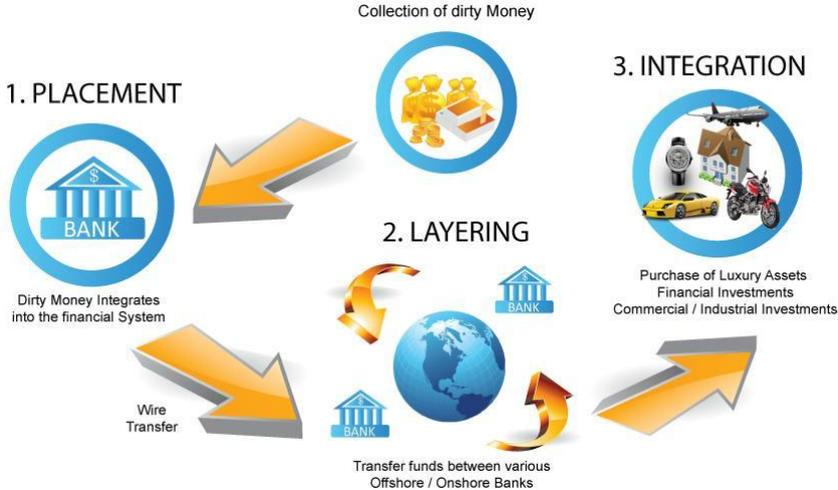 Collection of dirty Money
1. PLACEMENT
$
BANK
Dirty Money Integrates
into the financial System
Wire
Transfer
2. LAYERING
BANK
BANK
Transfer funds between various
Offshore / Onshore Banks
3. INTEGRATION
Purchase of Luxury Assets
Financial Investments
Commercial / Industrial Investments